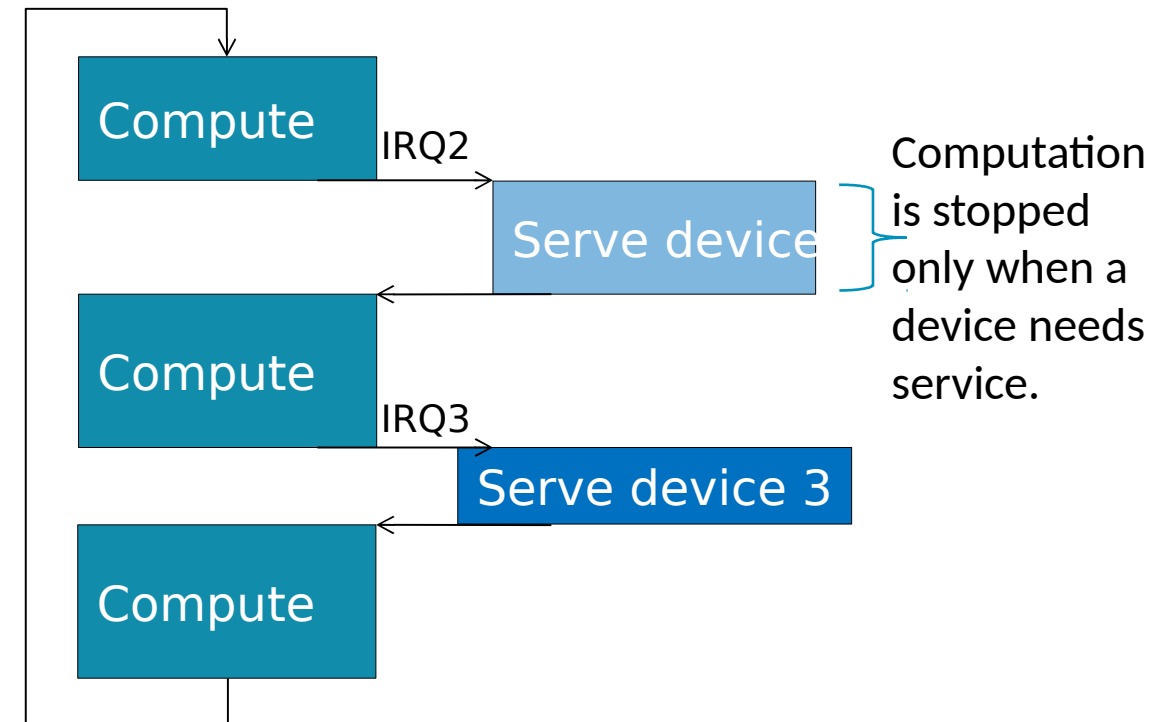 Compute
IRQ2
Serve device
Computation
is stopped
only when a
device needs
service.
Compute
IRQ3
Serve device 3
Compute